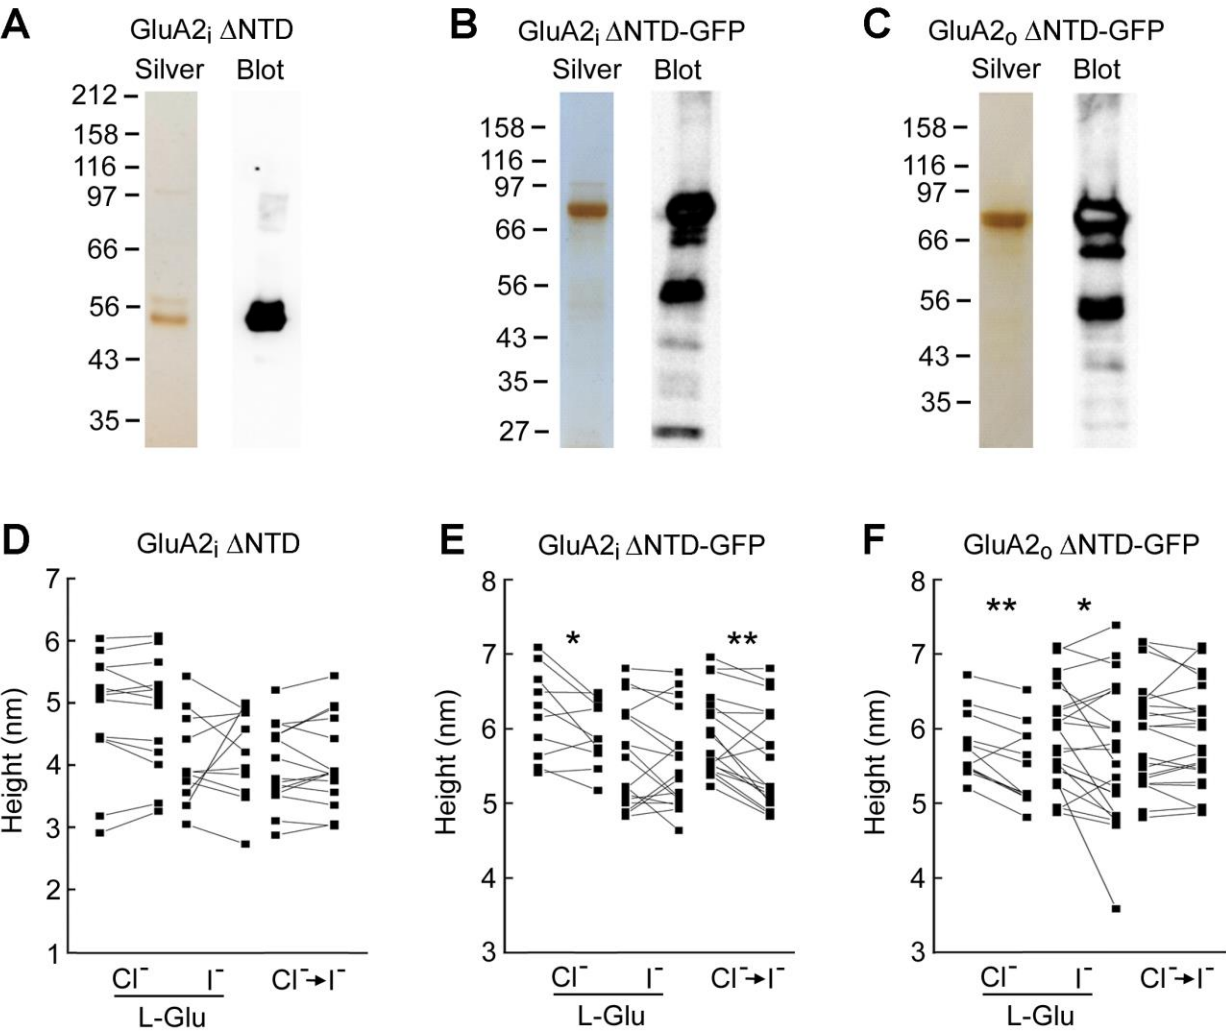 A
GluA2i ΔNTD
Silver Blot
212
158
116
97
66
56
43
35
B
GluA2i ΔNTD-GFP
Silver Blot
158
116
97
66
56
43
35
27
C
GluA2o ΔNTD-GFP
Silver Blot
158
116
97
66
56
43
35
D
GluA2i ΔNTD
Height (nm)
7
6
5
4
3
2
1
Cl⁻ I⁻ Cl⁻→I⁻
L-Glu
E
GluA2i ΔNTD-GFP
Height (nm)
8
7
6
5
4
3
* **
Cl⁻ I⁻ Cl⁻→I⁻
L-Glu
F
GluA2o ΔNTD-GFP
Height (nm)
8
7
6
5
4
3
** *
Cl⁻ I⁻ Cl⁻→I⁻
L-Glu